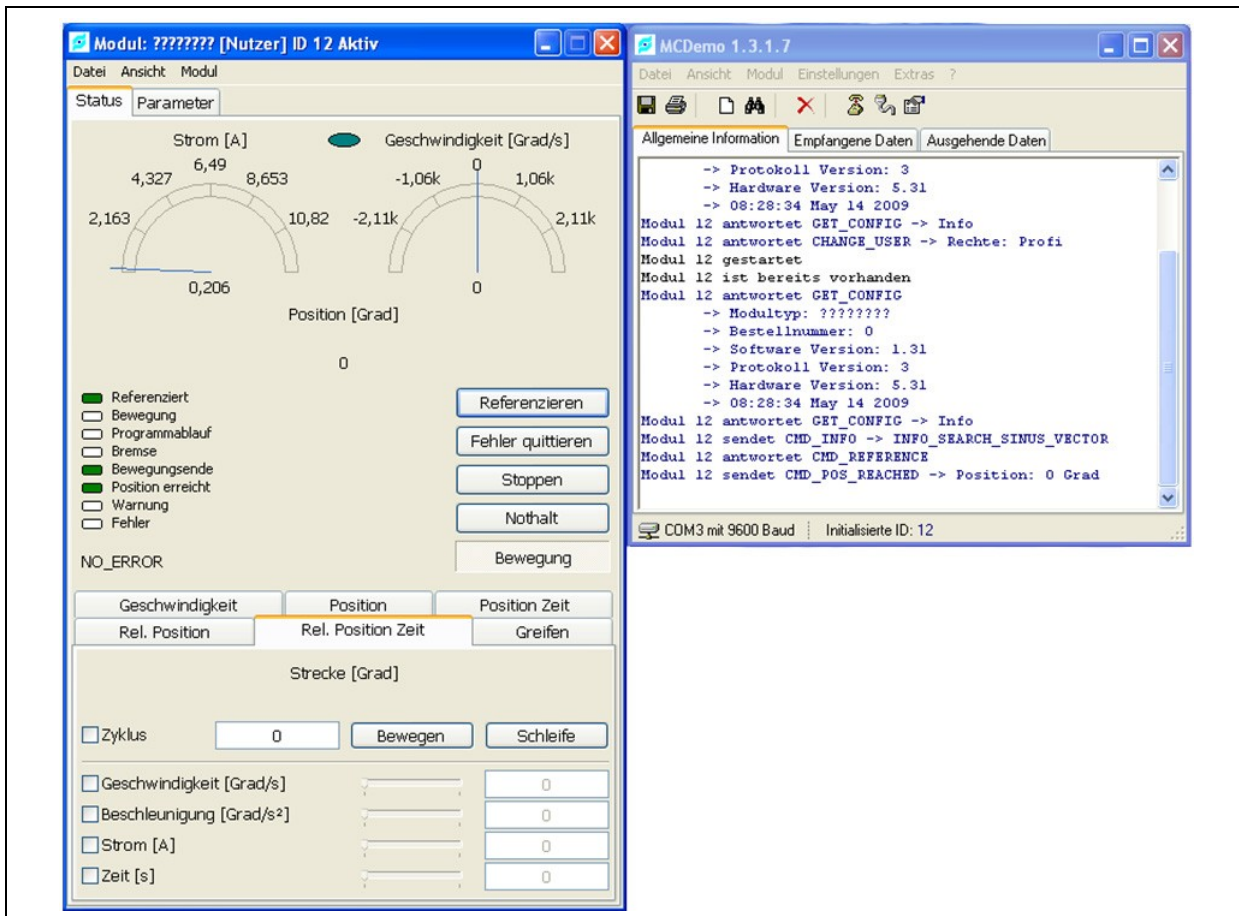 Modul: ???????? [Nutzer] ID 12 Aktiv
Datei Ansicht Modul
Status Parameter
Strom [A] Geschwindigkeit [Grad/s]
6,49 0
4,327 8,653 -1,06k 1,06k
2,163 10,82 -2,11k 2,11k
0,206 0
Position [Grad]
0
Referenziert
Bewegung
Programmablauf
Bremse
Bewegungsende
Position erreicht
Warnung
Fehler
NO_ERROR
Referenzieren
Fehler quittieren
Stoppen
Nothalt
Bewegung
Geschwindigkeit Position Position Zeit
Rel. Position Rel. Position Zeit Greifen
Strecke [Grad]
Zyklus 0 Bewegen Schleife
Geschwindigkeit [Grad/s] 0
Beschleunigung [Grad/s²] 0
Strom [A] 0
Zeit [s] 0
MCDemo 1.3.1.7
Datei Ansicht Modul Einstellungen Extras ?
Allgemeine Information Empfangene Daten Ausgehende Daten
-> Protokoll Version: 3
-> Hardware Version: 5.31
-> 08:28:34 May 14 2009
Modul 12 antwortet GET_CONFIG -> Info
Modul 12 antwortet CHANGE_USER -> Rechte: Profi
Modul 12 gestartet
Modul 12 ist bereits vorhanden
Modul 12 antwortet GET_CONFIG
-> Modultyp: ????????
-> Bestellnummer: 0
-> Software Version: 1.31
-> Protokoll Version: 3
-> Hardware Version: 5.31
-> 08:28:34 May 14 2009
Modul 12 antwortet GET_CONFIG -> Info
Modul 12 sendet CMD_INFO -> INFO_SEARCH_SINUS_VECTOR
Modul 12 antwortet CMD_REFERENCE
Modul 12 sendet CMD_POS_REACHED -> Position: 0 Grad
COM3 mit 9600 Baud Initialisierte ID: 12